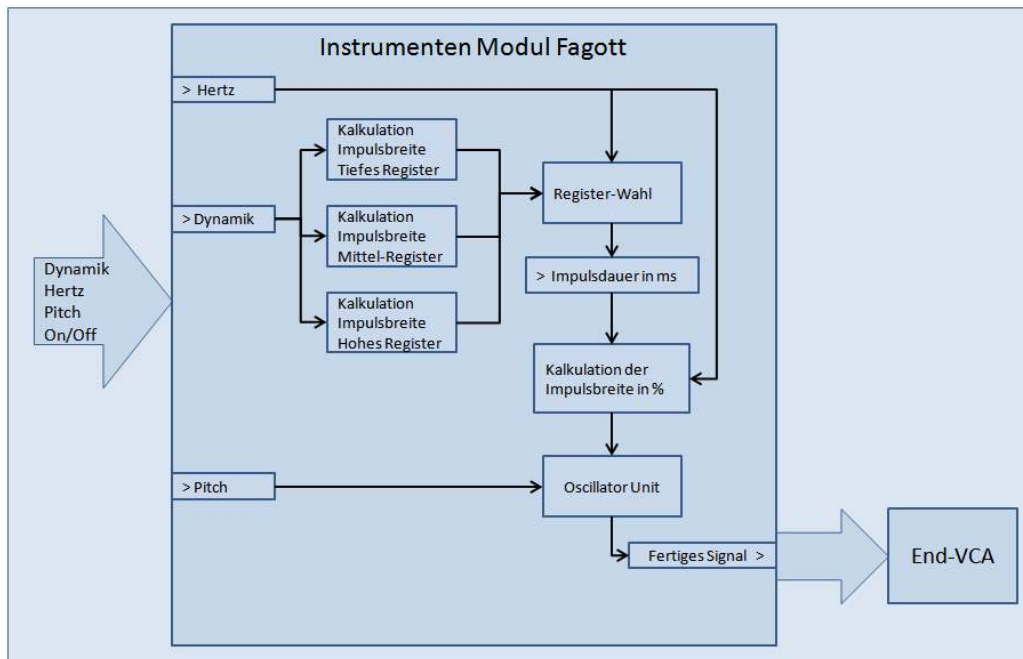 Instrumenten Modul Fagott
> Hertz
Kalkulation
Impulsbreite
Tiefes Register
Register-Wahl
> Dynamik
Kalkulation
Impulsbreite
Mittel-Register
Dynamik
Hertz
Pitch
On/Off
> Impulsdauer in ms
Kalkulation
Impulsbreite
Hohes Register
Kalkulation der
Impulsbreite in %
> Pitch
Oscillator Unit
Fertiges Signal >
End-VCA